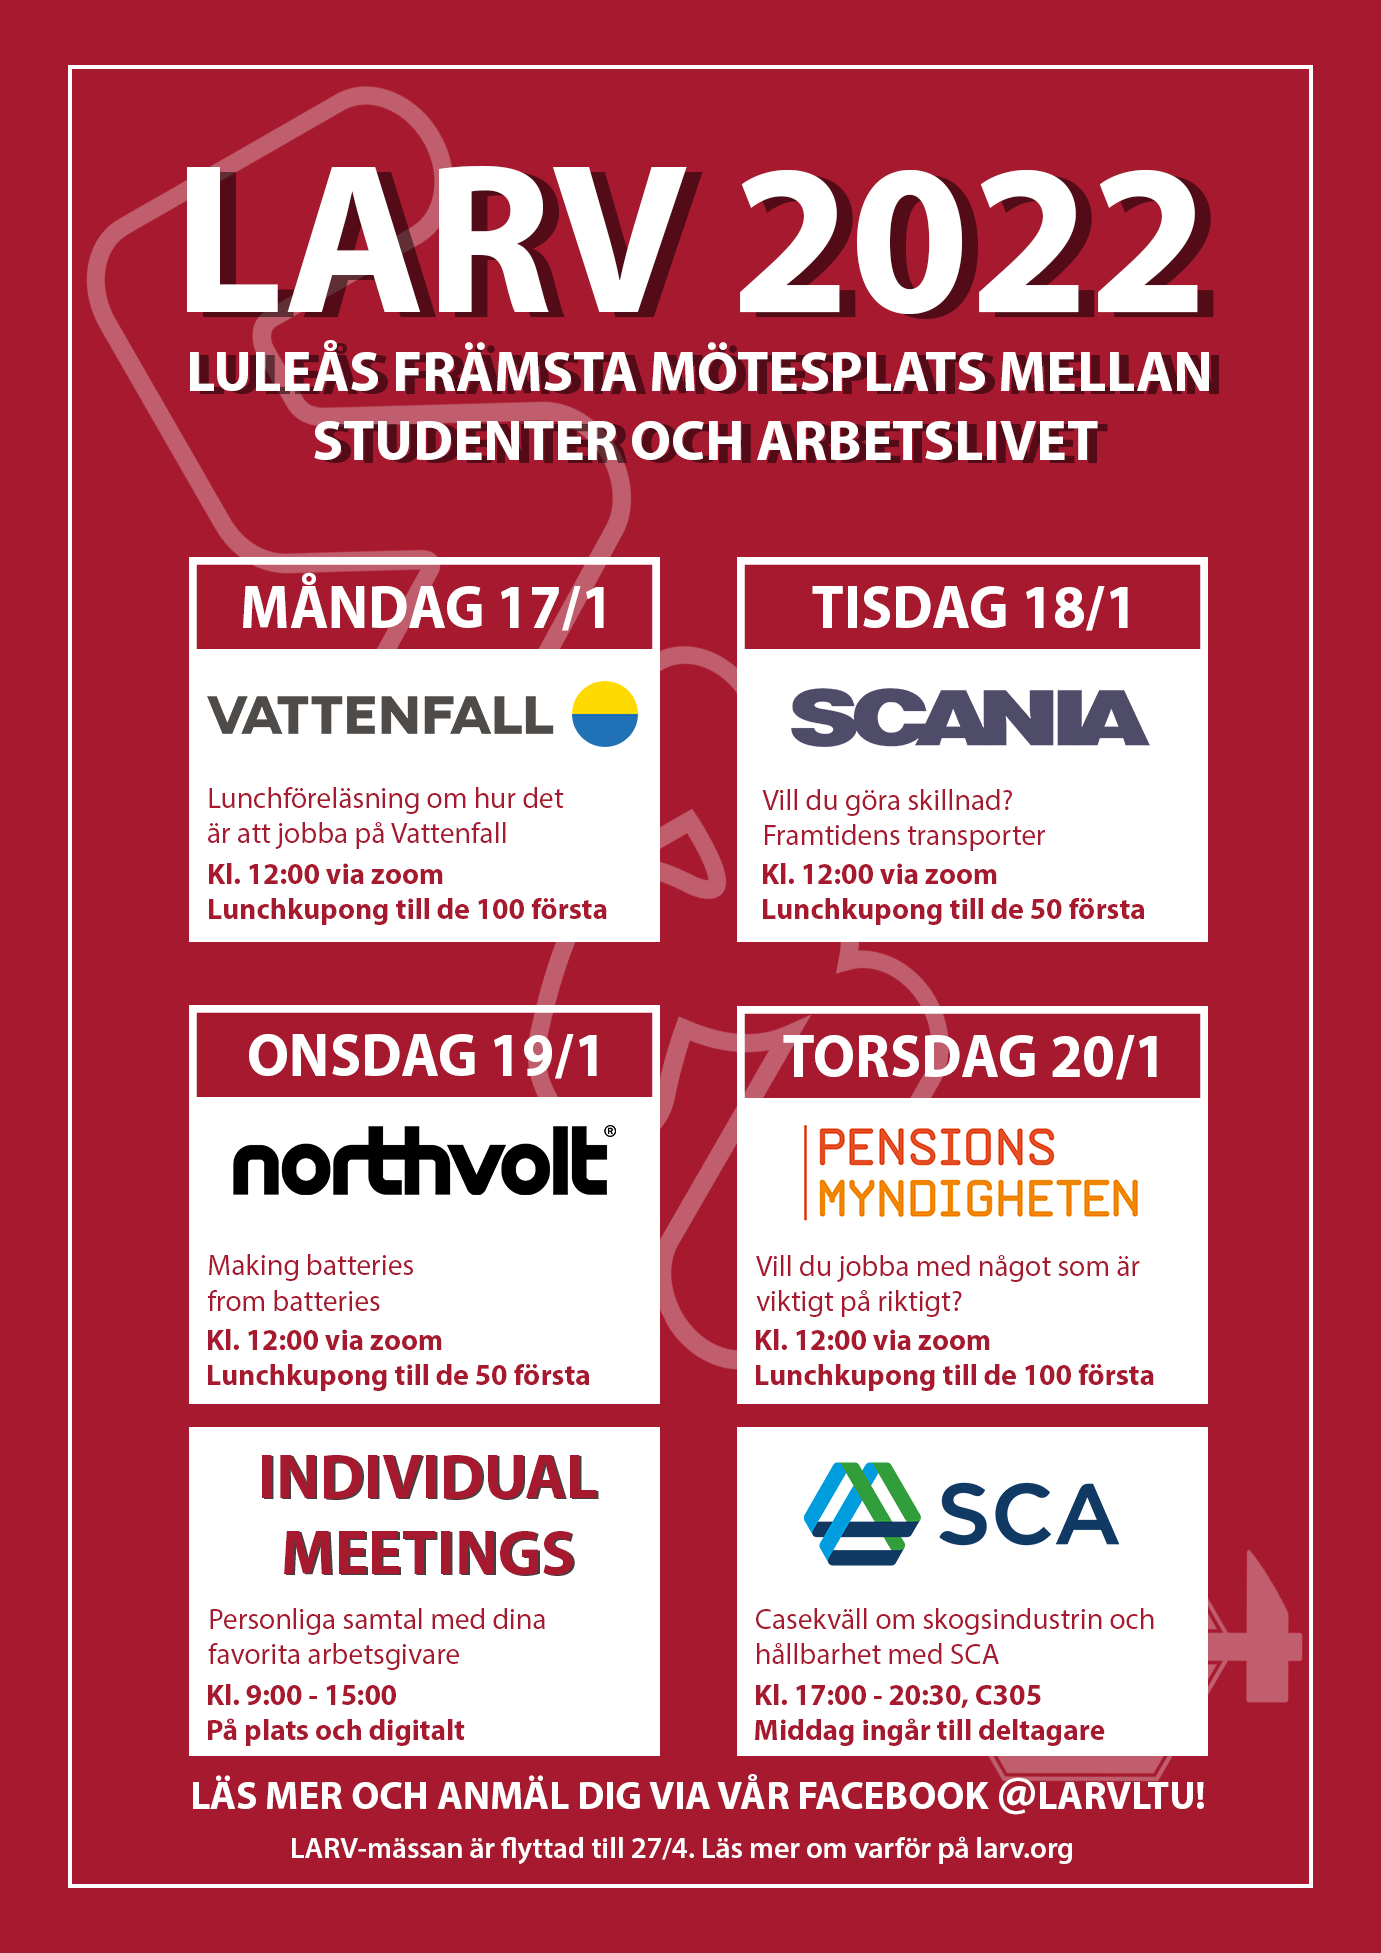 LARV 2022
LULEÅS FRÄMSTA MÖTESPLATS MELLAN
STUDENTER OCH ARBETSLIVET
MÅNDAG 17/1
VATTENFALL
Lunchföreläsning om hur det
är att jobba på Vattenfall
Kl. 12:00 via zoom
Lunchkupong till de 100 första
TISDAG 18/1
SCANIA
Vill du göra skillnad?
Framtidens transporter
Kl. 12:00 via zoom
Lunchkupong till de 50 första
ONSDAG 19/1
northvolt®
Making batteries
from batteries
Kl. 12:00 via zoom
Lunchkupong till de 50 första
TORSDAG 20/1
PENSIONS
MYNDIGHETEN
Vill du jobba med något som är
viktigt på riktigt?
Kl. 12:00 via zoom
Lunchkupong till de 100 första
INDIVIDUAL
MEETINGS
Personliga samtal med dina
favorita arbetsgivare
Kl. 9:00 - 15:00
På plats och digitalt
SCA
Casekväll om skogsindustrin och
hållbarhet med SCA
Kl. 17:00 - 20:30, C305
Middag ingår till deltagare
LÄS MER OCH ANMÄL DIG VIA VÅR FACEBOOK @LARVLTU!
LARV-mässan är flyttad till 27/4. Läs mer om varför på larv.org